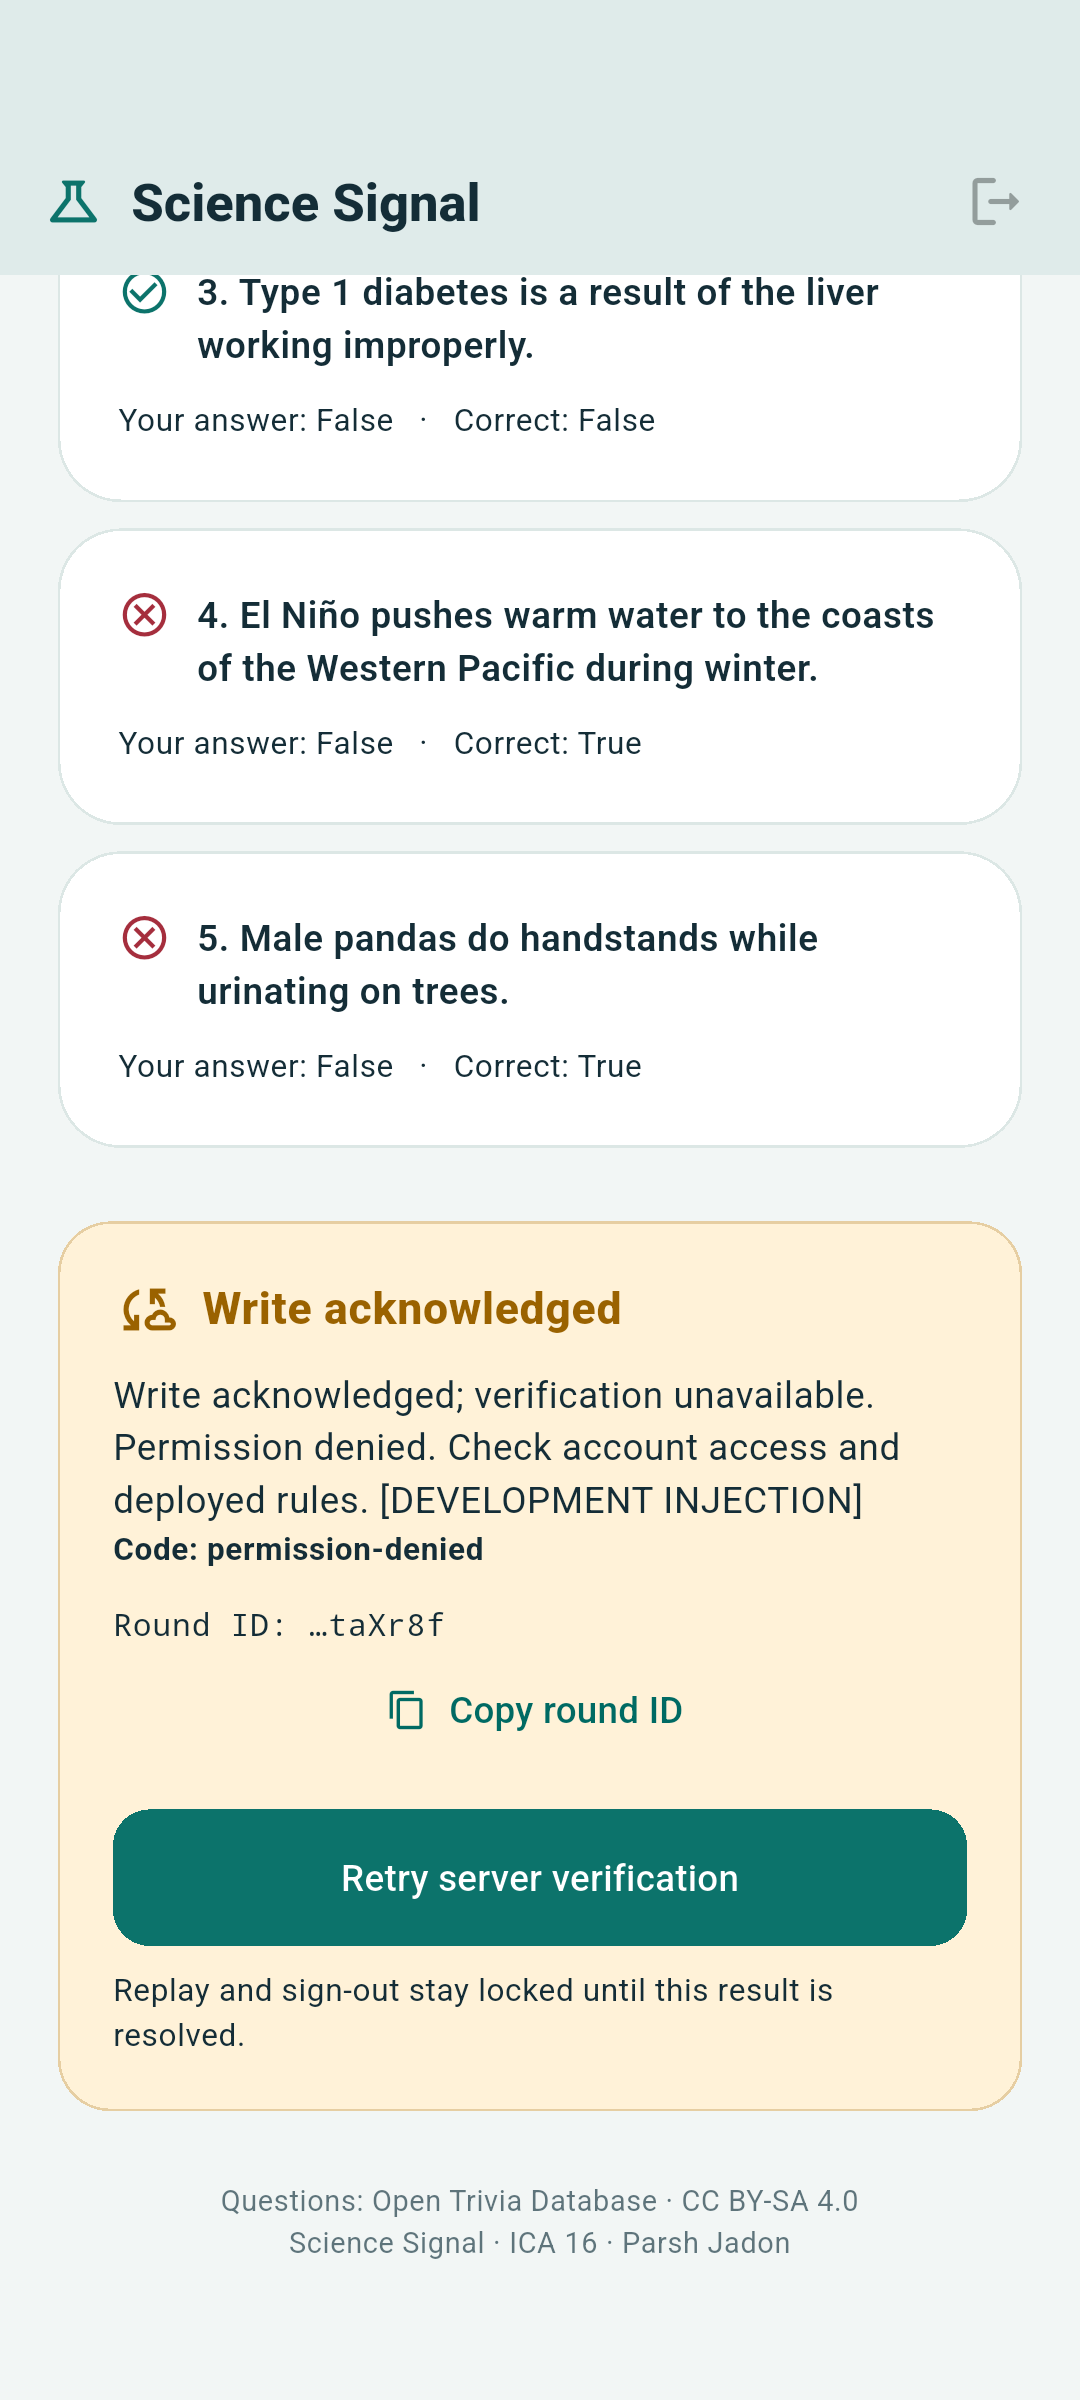 Science Signal
3. Type 1 diabetes is a result of the liver
working improperly.
Your answer: False · Correct: False
4. El Niño pushes warm water to the coasts
of the Western Pacific during winter.
Your answer: False · Correct: True
5. Male pandas do handstands while
urinating on trees.
Your answer: False · Correct: True
Write acknowledged
Write acknowledged; verification unavailable.
Permission denied. Check account access and
deployed rules. [DEVELOPMENT INJECTION]
Code: permission-denied
Round ID: …taXr8f
Copy round ID
Retry server verification
Replay and sign-out stay locked until this result is
resolved.
Questions: Open Trivia Database · CC BY-SA 4.0
Science Signal · ICA 16 · Parsh Jadon